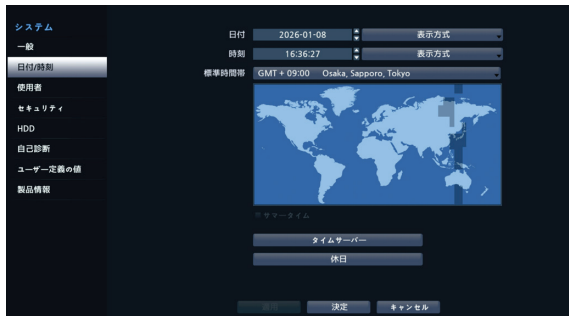 システム
一般
日付/時刻
使用者
セキュリティ
HDD
自己診断
ユーザー定義の値
製品情報
日付 2026-01-08 表示方式
時刻 16:36:27 表示方式
標準時間帯 GMT + 09:00 Osaka, Sapporo, Tokyo
サマータイム
タイムサーバー
休日
適用 決定 キャンセル